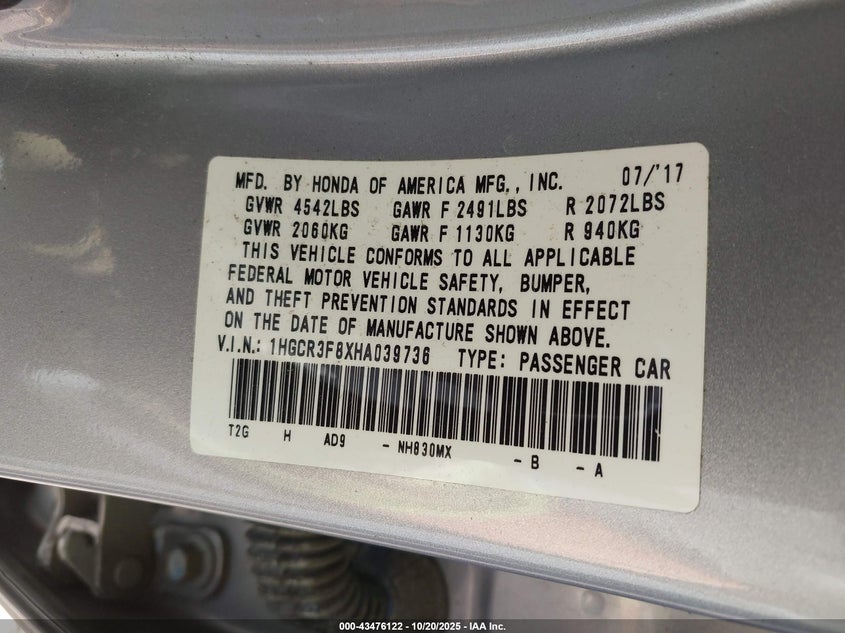 MFD. BY HONDA OF AMERICA MFG., INC. 07/'17
GVWR 4542LBS GAWR F 2491LBS R 2072LBS
GVWR 2060KG GAWR F 1130KG R 940KG
THIS VEHICLE CONFORMS TO ALL APPLICABLE
FEDERAL MOTOR VEHICLE SAFETY, BUMPER,
AND THEFT PREVENTION STANDARDS IN EFFECT
ON THE DATE OF MANUFACTURE SHOWN ABOVE.
V.I.N.: 1HGCR3F8XHA039736 TYPE: PASSENGER CAR
T2G H AD9 - NH830MX - B - A
000-43476122 - 10/20/2025 - IAA Inc.